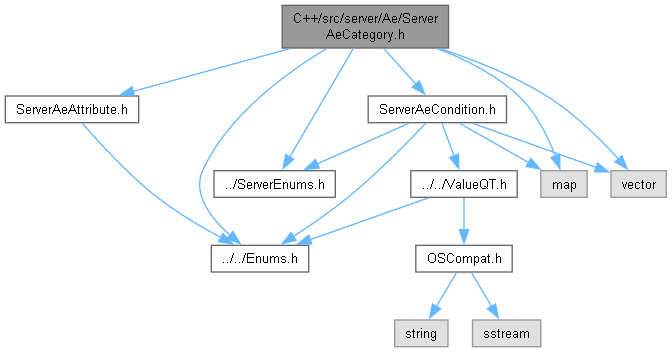 C++/src/server/Ae/Server
AeCategory.h
ServerAeAttribute.h
ServerAeCondition.h
../ServerEnums.h
../../ValueQT.h
map
vector
../../Enums.h
OSCompat.h
string
sstream